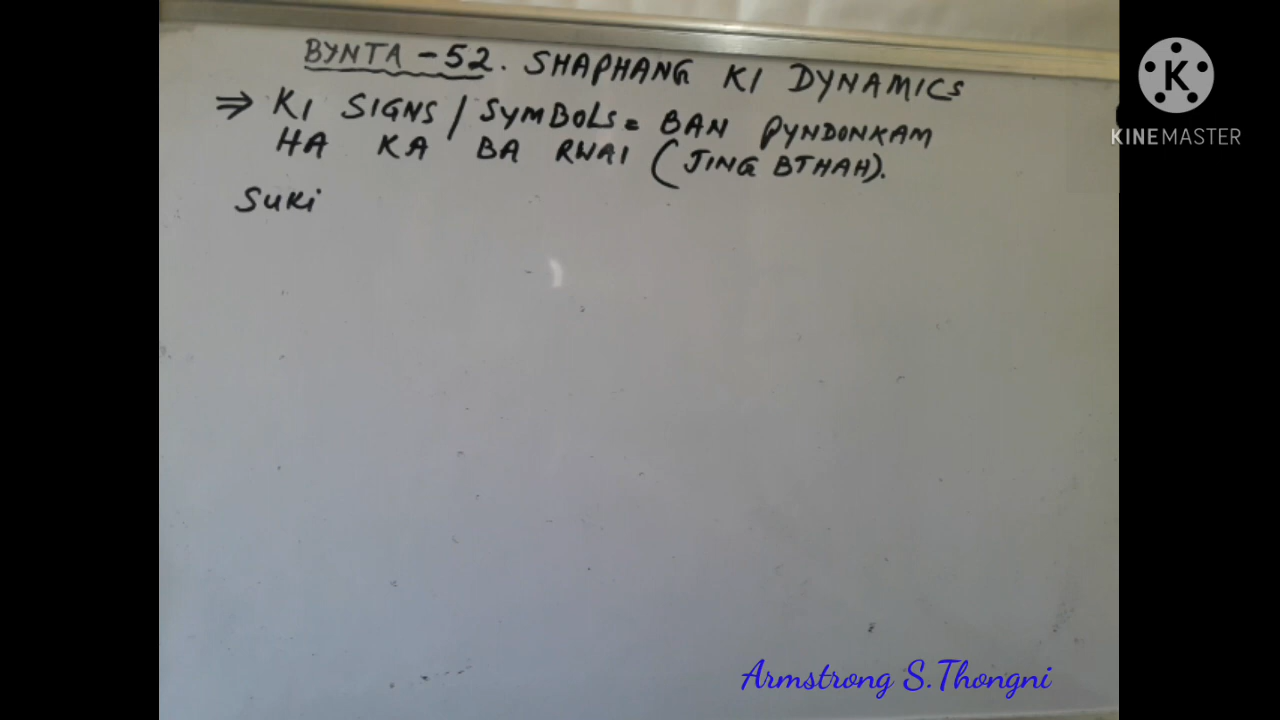 BYNTA - 52. SHAPHANG KI DYNAMICS
⇒ KI SIGNS / SYMBOLS = BAN PYNDONKAM
HA KA BA RWAI (JING BTHAH).
SUKI
K
KINEMASTER
Armstrong S.Thongni